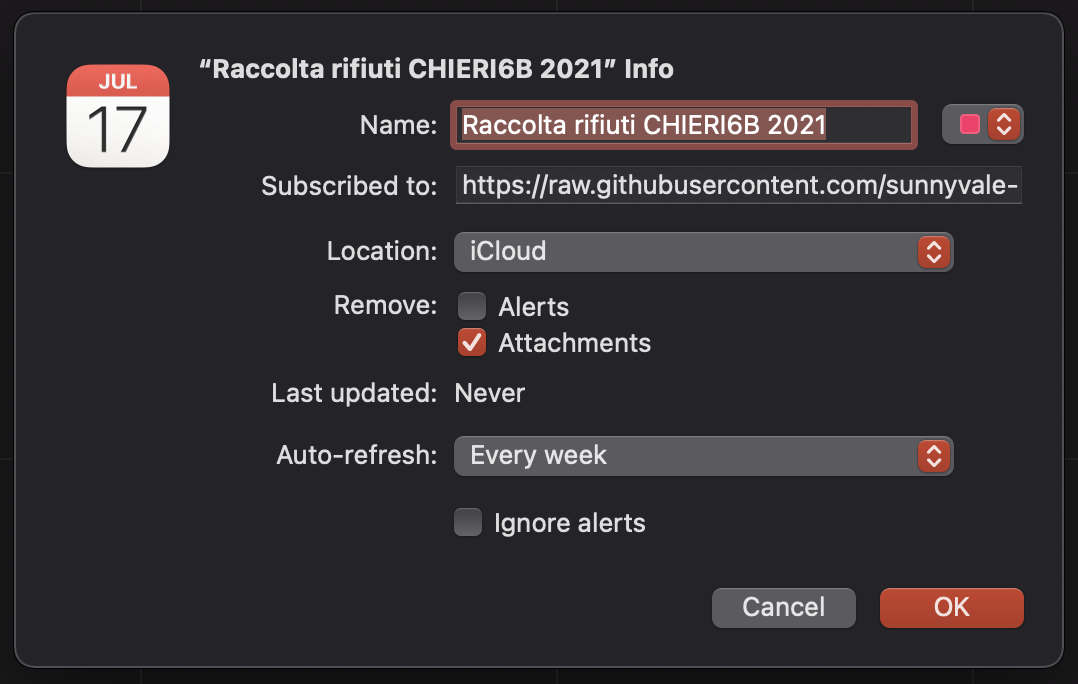 JUL
17
“Raccolta rifiuti CHIERI6B 2021” Info
Name: Raccolta rifiuti CHIERI6B 2021
Subscribed to: https://raw.githubusercontent.com/sunnyvale-
Location: iCloud
Remove: Alerts
Attachments
Last updated: Never
Auto-refresh: Every week
Ignore alerts
Cancel OK